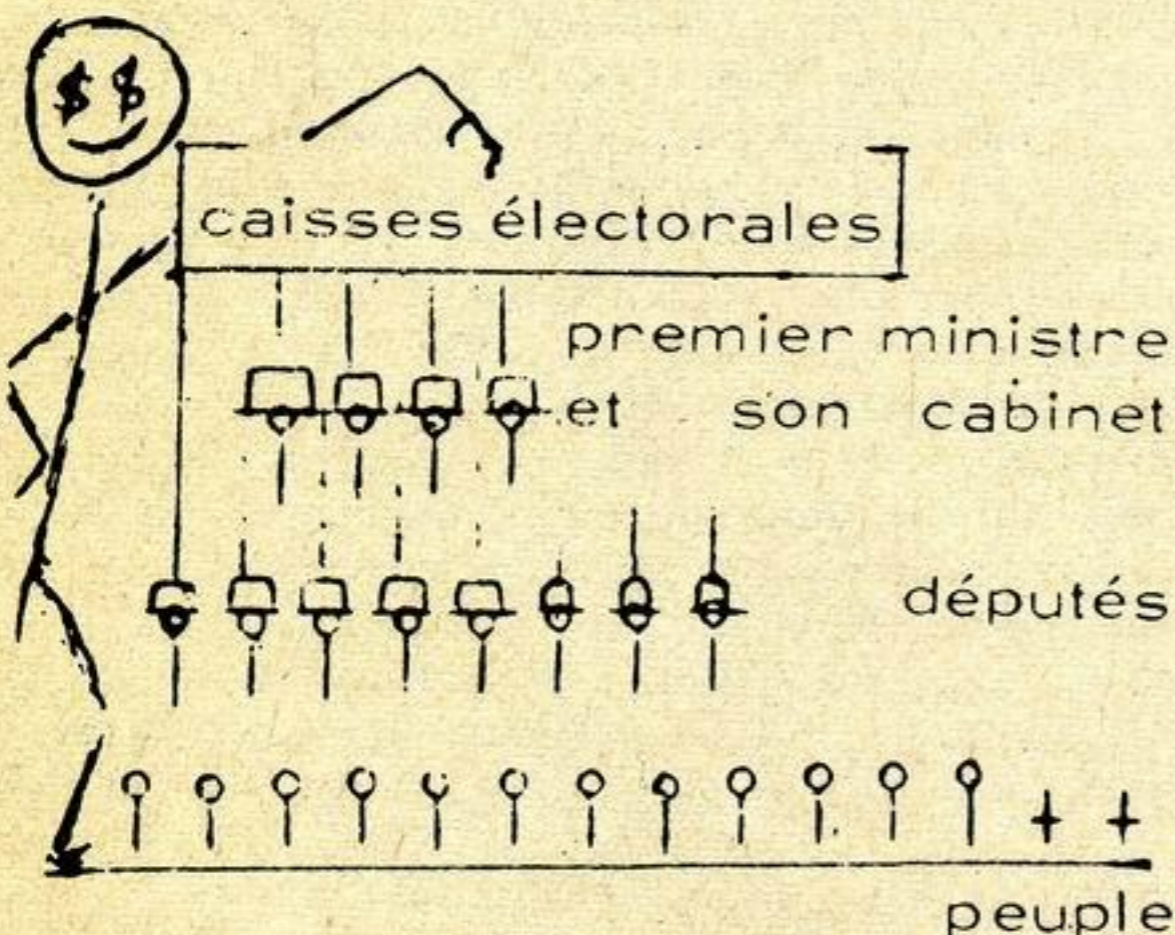 $ $
caisses électorales
premier ministre
et son cabinet
députés
peuple